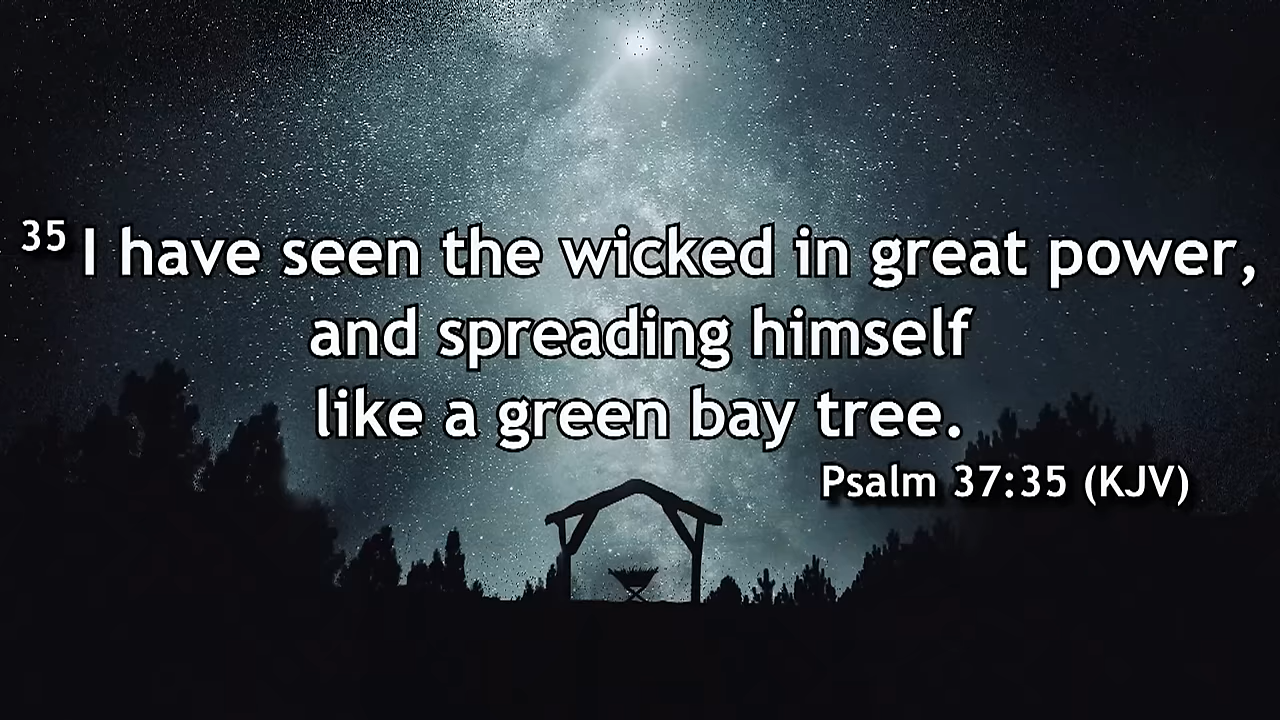 35 I have seen the wicked in great power,
and spreading himself
like a green bay tree.
Psalm 37:35 (KJV)